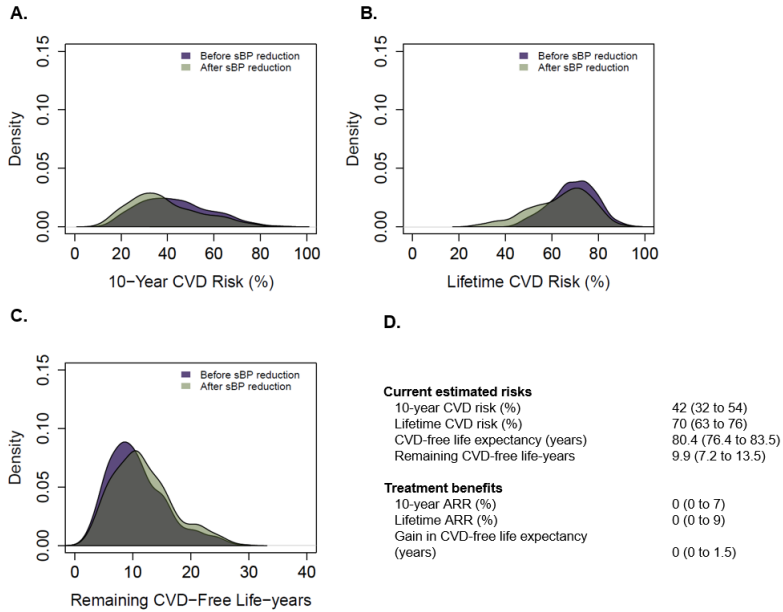 A.
Density
0.00
0.05
0.10
0.15
Before sBP reduction
After sBP reduction
0
20
40
60
80
100
10−Year CVD Risk (%)
B.
Density
0.00
0.05
0.10
0.15
Before sBP reduction
After sBP reduction
0
20
40
60
80
100
Lifetime CVD Risk (%)
C.
Density
0.00
0.05
0.10
0.15
Before sBP reduction
After sBP reduction
0
10
20
30
40
Remaining CVD−Free Life−years
D.
Current estimated risks
10-year CVD risk (%) 42 (32 to 54)
Lifetime CVD risk (%) 70 (63 to 76)
CVD-free life expectancy (years) 80.4 (76.4 to 83.5)
Remaining CVD-free life-years 9.9 (7.2 to 13.5)
Treatment benefits
10-year ARR (%) 0 (0 to 7)
Lifetime ARR (%) 0 (0 to 9)
Gain in CVD-free life expectancy
(years) 0 (0 to 1.5)